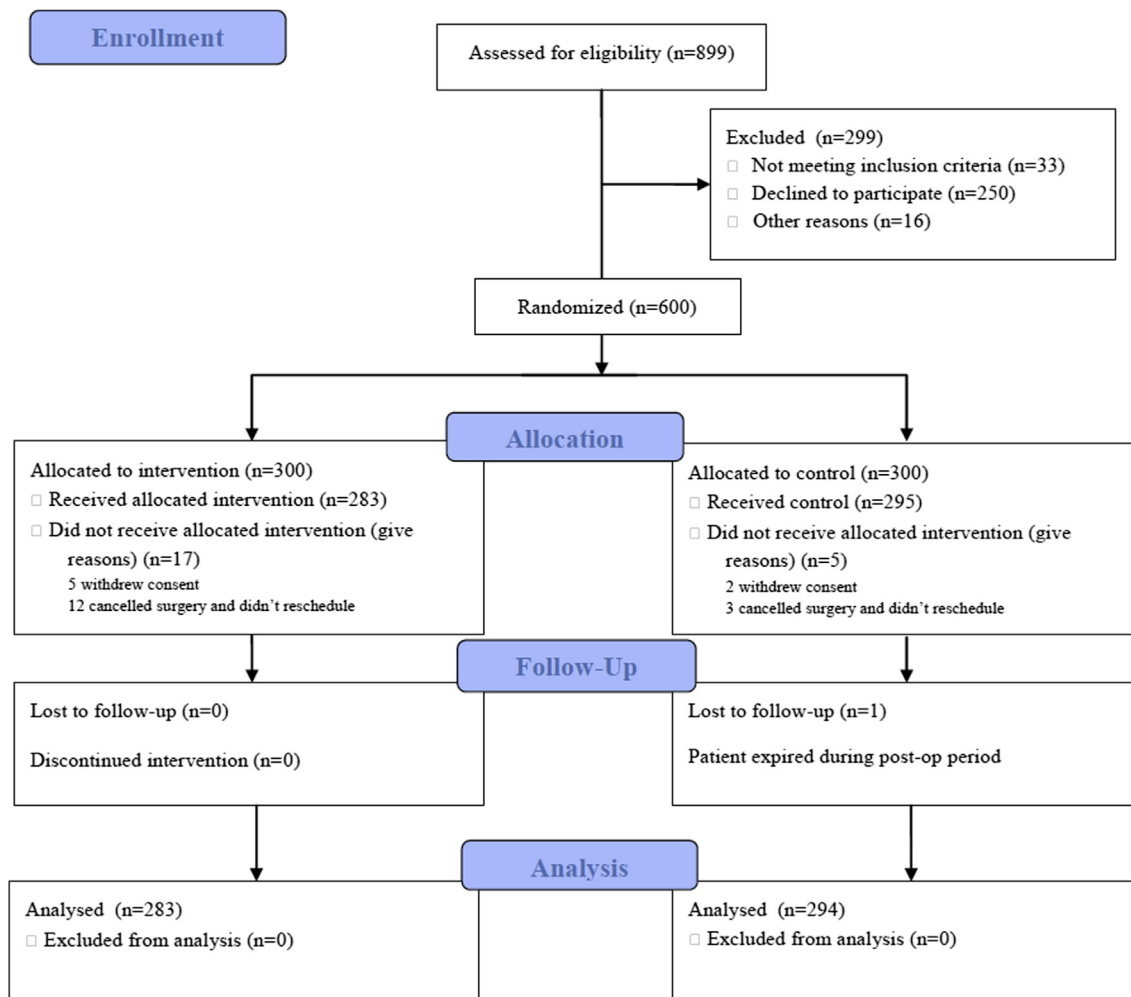 Enrollment
Assessed for eligibility (n=899)
Excluded (n=299)
Not meeting inclusion criteria (n=33)
Declined to participate (n=250)
Other reasons (n=16)
Randomized (n=600)
Allocation
Allocated to intervention (n=300)
Received allocated intervention (n=283)
Did not receive allocated intervention (give
reasons) (n=17)
5 withdrew consent
12 cancelled surgery and didn't reschedule
Allocated to control (n=300)
Received control (n=295)
Did not receive allocated intervention (give
reasons) (n=5)
2 withdrew consent
3 cancelled surgery and didn't reschedule
Follow-Up
Lost to follow-up (n=0)
Discontinued intervention (n=0)
Lost to follow-up (n=1)
Patient expired during post-op period
Analysis
Analysed (n=283)
Excluded from analysis (n=0)
Analysed (n=294)
Excluded from analysis (n=0)